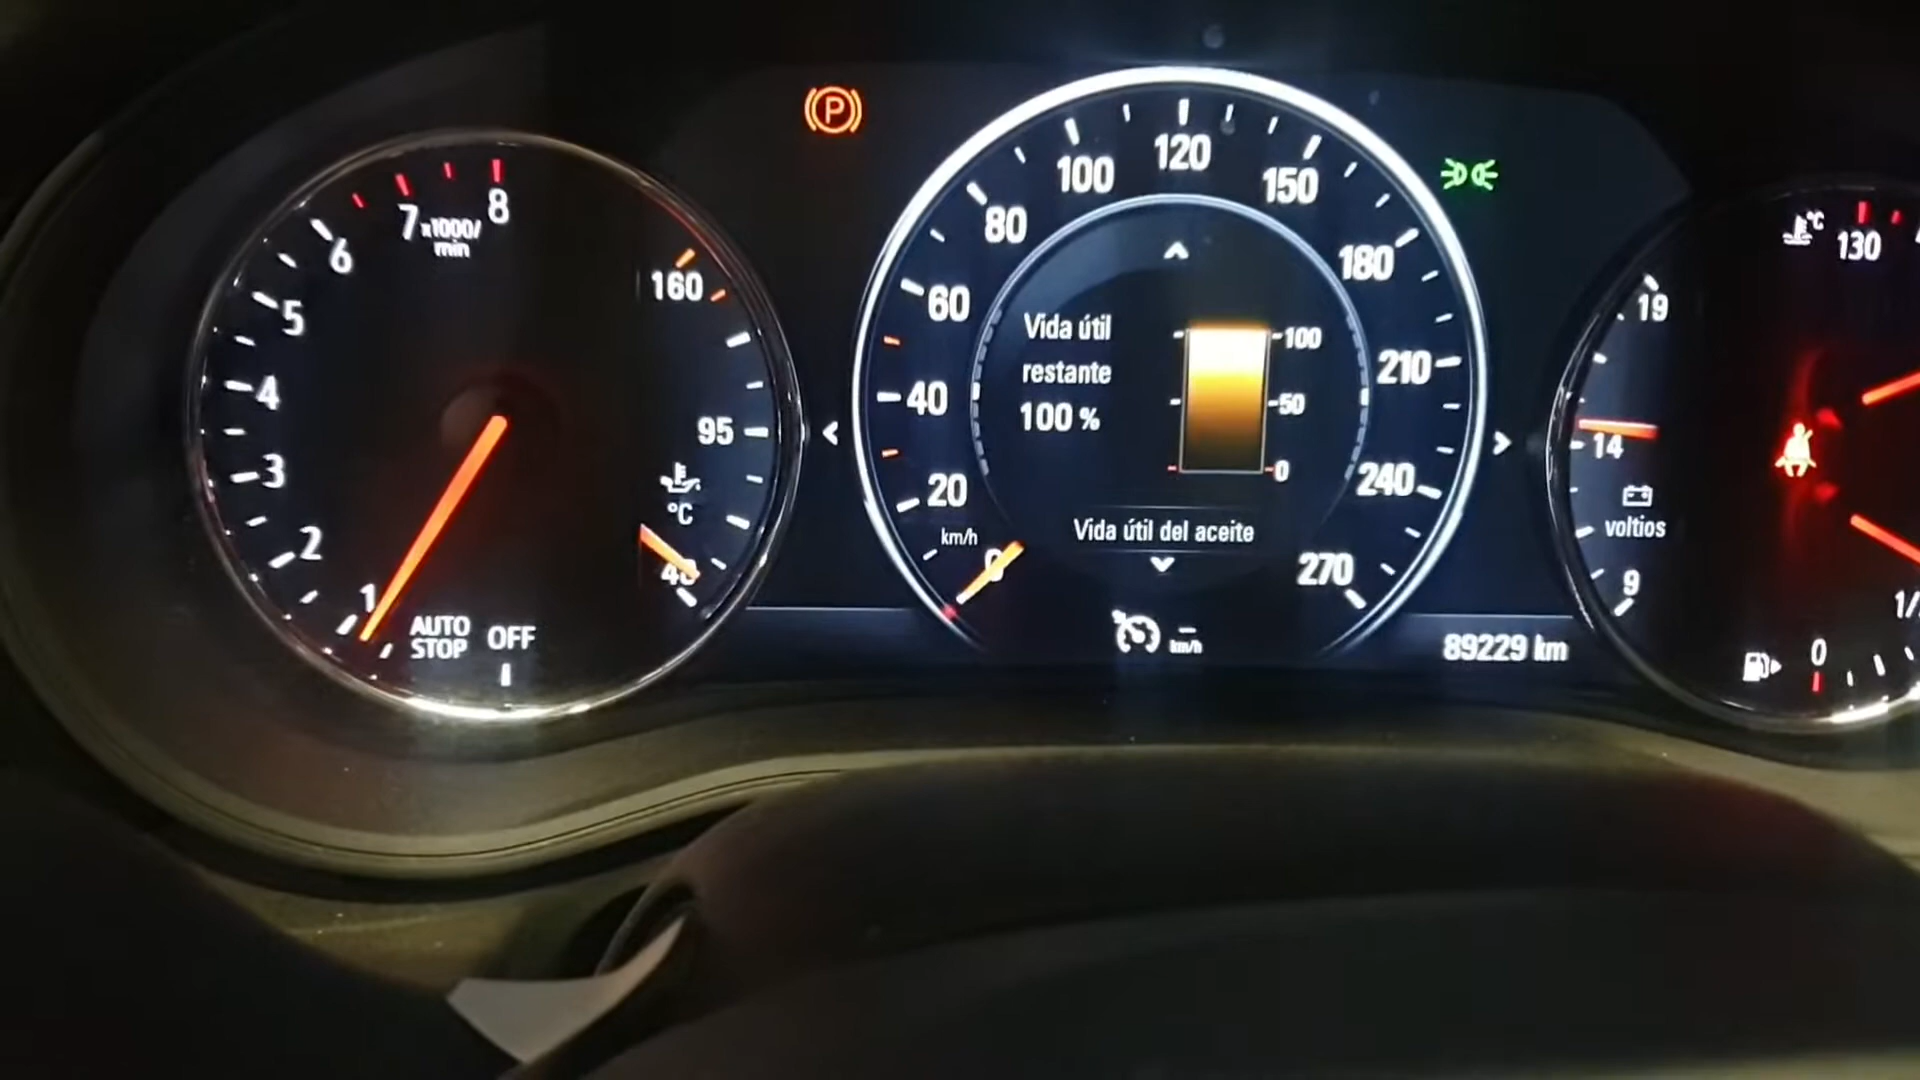 P
8
7 x1000/
min
6
5
4
3
2
1
AUTO
STOP
OFF
160
95
°C
120
100
150
80
180
60
210
40
240
20
km/h
0
270
Vida útil
restante
100 %
100
50
0
Vida útil del aceite
km/h
89229 km
°C
130
19
14
voltios
9
0